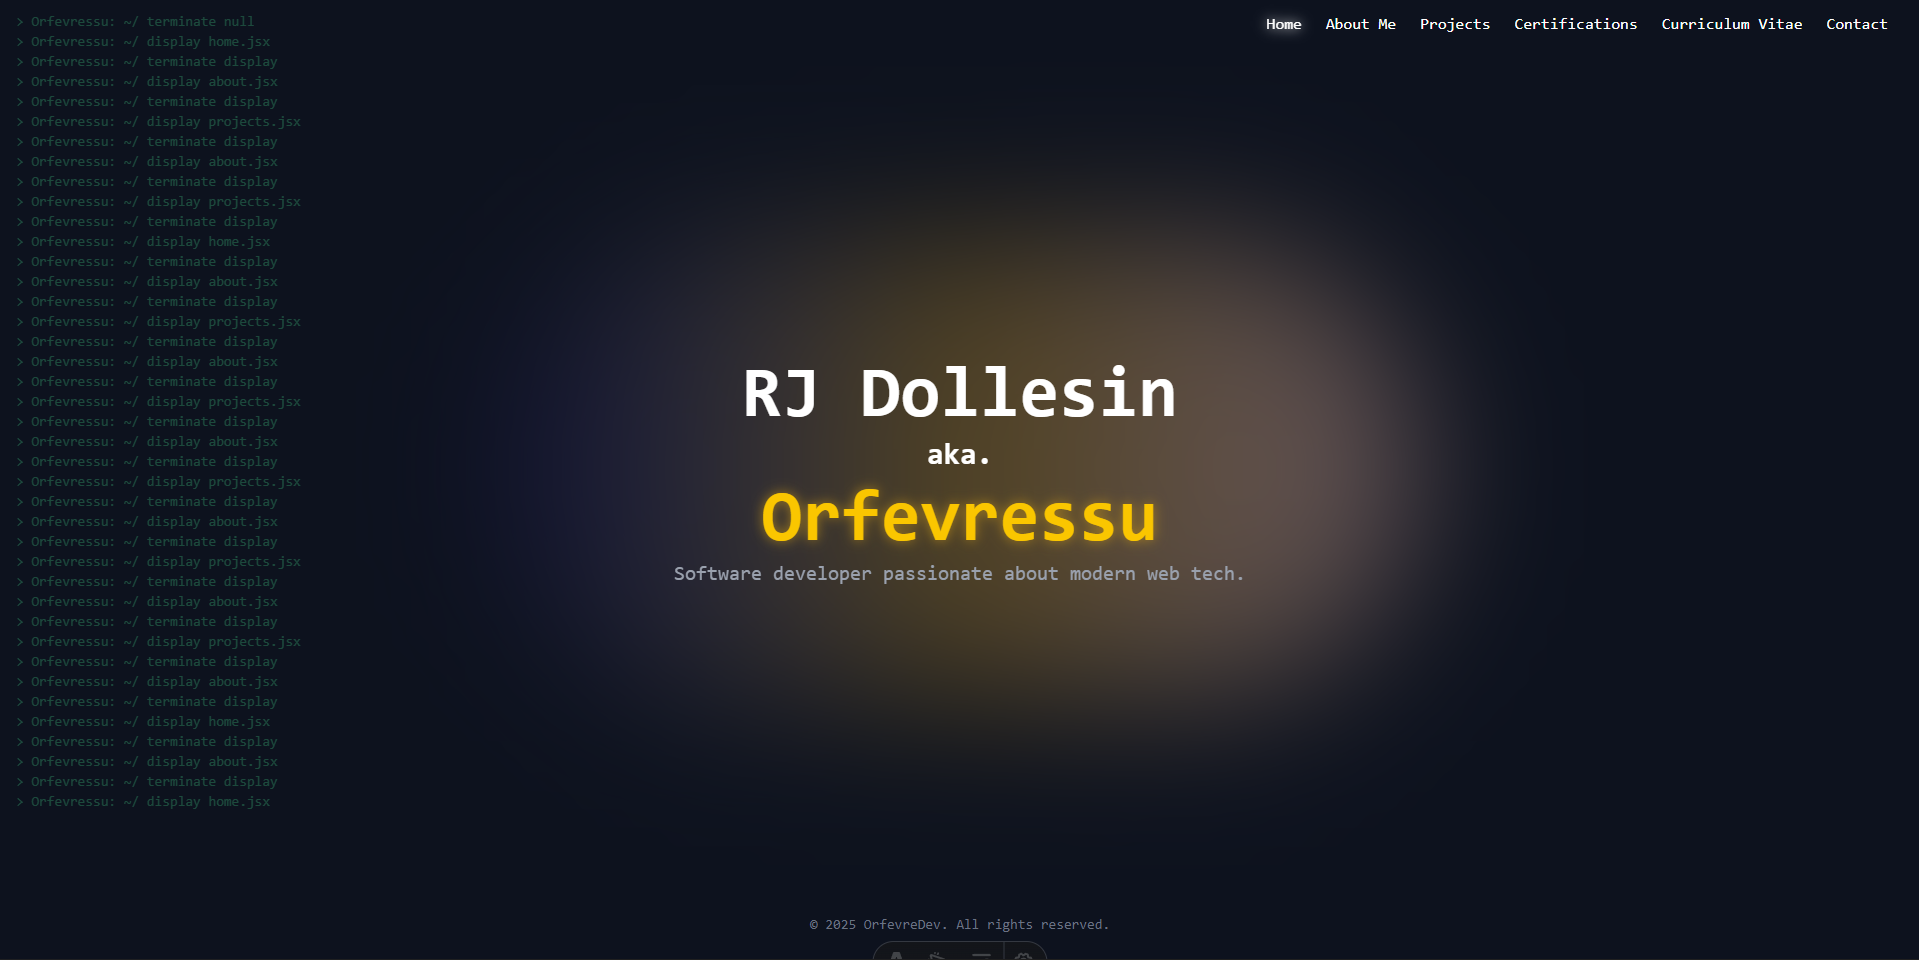 > Orfevressu: ~/ terminate null
> Orfevressu: ~/ display home.jsx
> Orfevressu: ~/ terminate display
> Orfevressu: ~/ display about.jsx
> Orfevressu: ~/ terminate display
> Orfevressu: ~/ display projects.jsx
> Orfevressu: ~/ terminate display
> Orfevressu: ~/ display about.jsx
> Orfevressu: ~/ terminate display
> Orfevressu: ~/ display projects.jsx
> Orfevressu: ~/ terminate display
> Orfevressu: ~/ display home.jsx
> Orfevressu: ~/ terminate display
> Orfevressu: ~/ display about.jsx
> Orfevressu: ~/ terminate display
> Orfevressu: ~/ display projects.jsx
> Orfevressu: ~/ terminate display
> Orfevressu: ~/ display about.jsx
> Orfevressu: ~/ terminate display
> Orfevressu: ~/ display projects.jsx
> Orfevressu: ~/ terminate display
> Orfevressu: ~/ display about.jsx
> Orfevressu: ~/ terminate display
> Orfevressu: ~/ display projects.jsx
> Orfevressu: ~/ terminate display
> Orfevressu: ~/ display about.jsx
> Orfevressu: ~/ terminate display
> Orfevressu: ~/ display projects.jsx
> Orfevressu: ~/ terminate display
> Orfevressu: ~/ display about.jsx
> Orfevressu: ~/ terminate display
> Orfevressu: ~/ display projects.jsx
> Orfevressu: ~/ terminate display
> Orfevressu: ~/ display about.jsx
> Orfevressu: ~/ terminate display
> Orfevressu: ~/ display home.jsx
> Orfevressu: ~/ terminate display
> Orfevressu: ~/ display about.jsx
> Orfevressu: ~/ terminate display
> Orfevressu: ~/ display home.jsx
Home About Me Projects Certifications Curriculum Vitae Contact
RJ Dollesin
aka.
Orfevressu
Software developer passionate about modern web tech.
© 2025 OrfevreDev. All rights reserved.